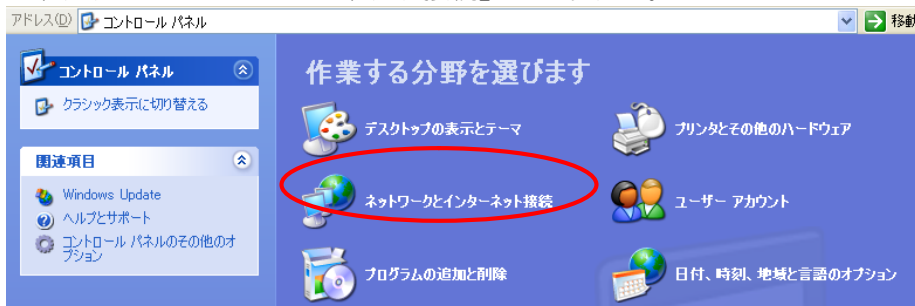 アドレス(D) コントロール パネル
移動
コントロール パネル
クラシック表示に切り替える
関連項目
Windows Update
ヘルプとサポート
コントロール パネルのその他のオ
プション
作業する分野を選びます
デスクトップの表示とテーマ
プリンタとその他のハードウェア
ネットワークとインターネット接続
ユーザー アカウント
プログラムの追加と削除
日付、時刻、地域と言語のオプション